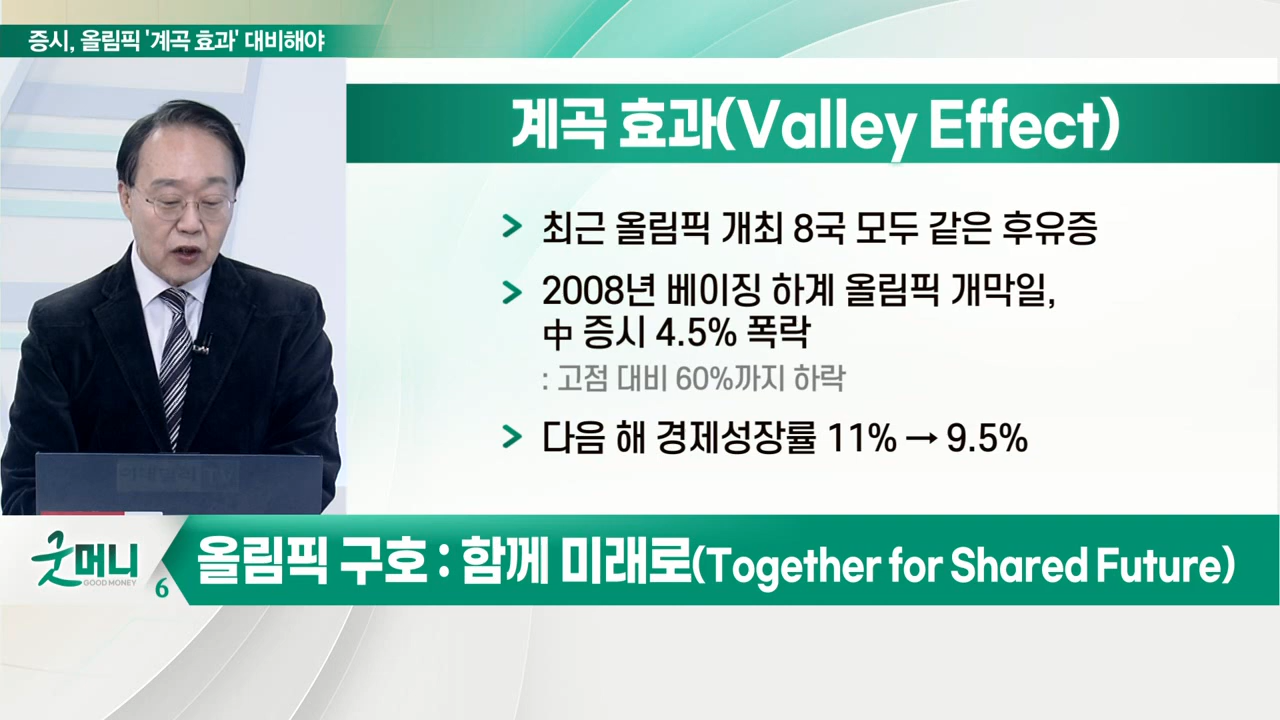 증시, 올림픽 '계곡 효과' 대비해야
계곡 효과(Valley Effect)
> 최근 올림픽 개최 8국 모두 같은 후유증
> 2008년 베이징 하계 올림픽 개막일,
中 증시 4.5% 폭락
: 고점 대비 60%까지 하락
> 다음 해 경제성장률 11% → 9.5%
이데일리 TV
굿머니
GOOD MONEY
6
올림픽 구호 : 함께 미래로(Together for Shared Future)